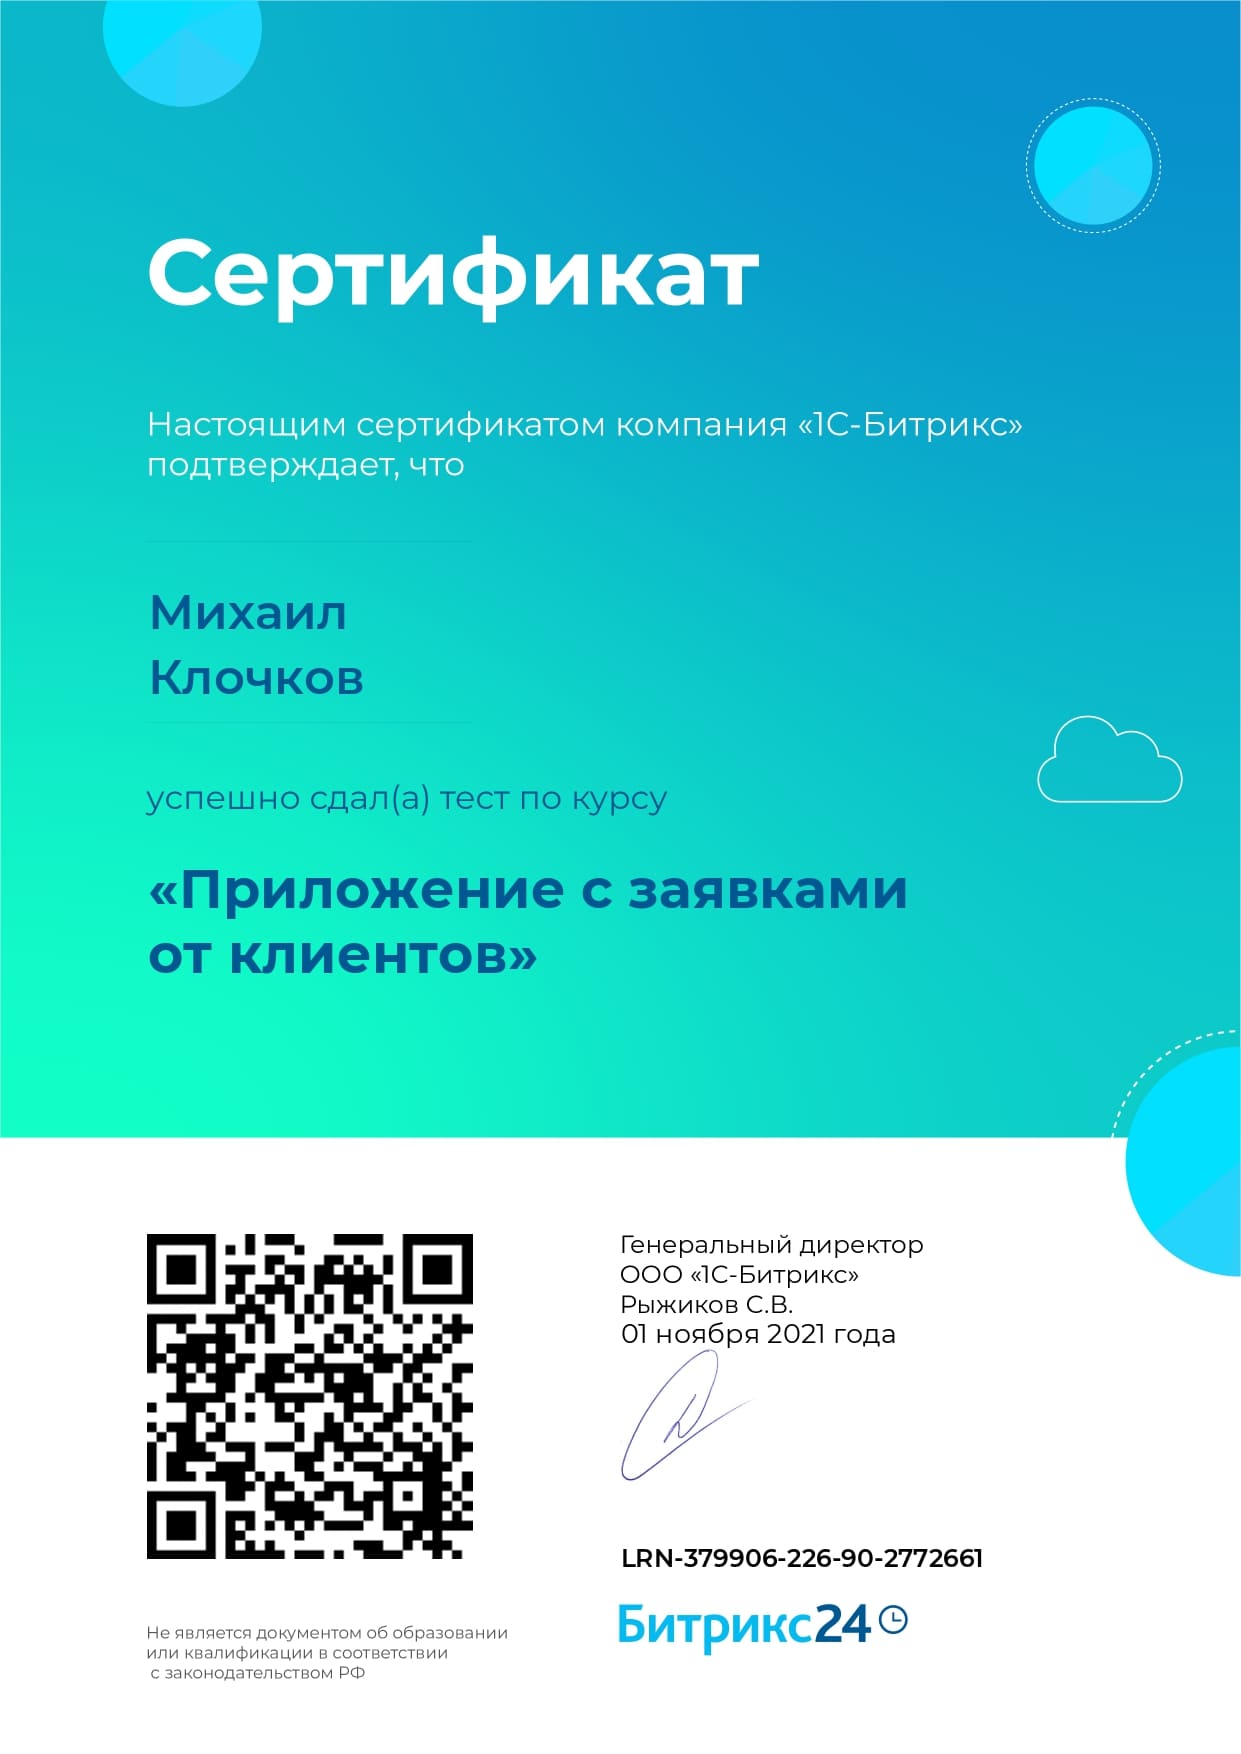 Сертификат
Настоящим сертификатом компания «1С-Битрикс»
подтверждает, что
Михаил
Клочков
успешно сдал(а) тест по курсу
«Приложение с заявками
от клиентов»
Генеральный директор
ООО «1С-Битрикс»
Рыжиков С.В.
01 ноября 2021 года
LRN-379906-226-90-2772661
Битрикс24
Не является документом об образовании
или квалификации в соответствии
с законодательством РФ